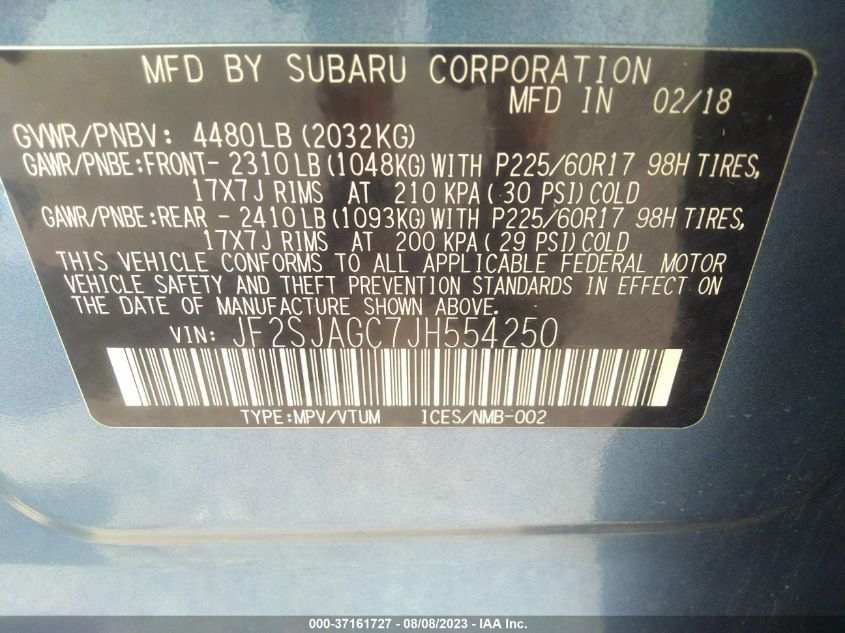 MFD BY SUBARU CORPORATION
MFD IN 02/18
GVWR/PNBV: 4480LB (2032KG)
GAWR/PNBE:FRONT- 2310LB (1048KG) WITH P225/60R17 98H TIRES,
17X7J RIMS AT 210 KPA ( 30 PSI) COLD
GAWR/PNBE:REAR - 2410LB (1093KG) WITH P225/60R17 98H TIRES,
17X7J RIMS AT 200 KPA ( 29 PSI) COLD
THIS VEHICLE CONFORMS TO ALL APPLICABLE FEDERAL MOTOR
VEHICLE SAFETY AND THEFT PREVENTION STANDARDS IN EFFECT ON
THE DATE OF MANUFACTURE SHOWN ABOVE.
VIN: JF2SJAGC7JH554250
TYPE:MPV/VTUM ICES/NMB-002
000-37161727 - 08/08/2023 - IAA Inc.